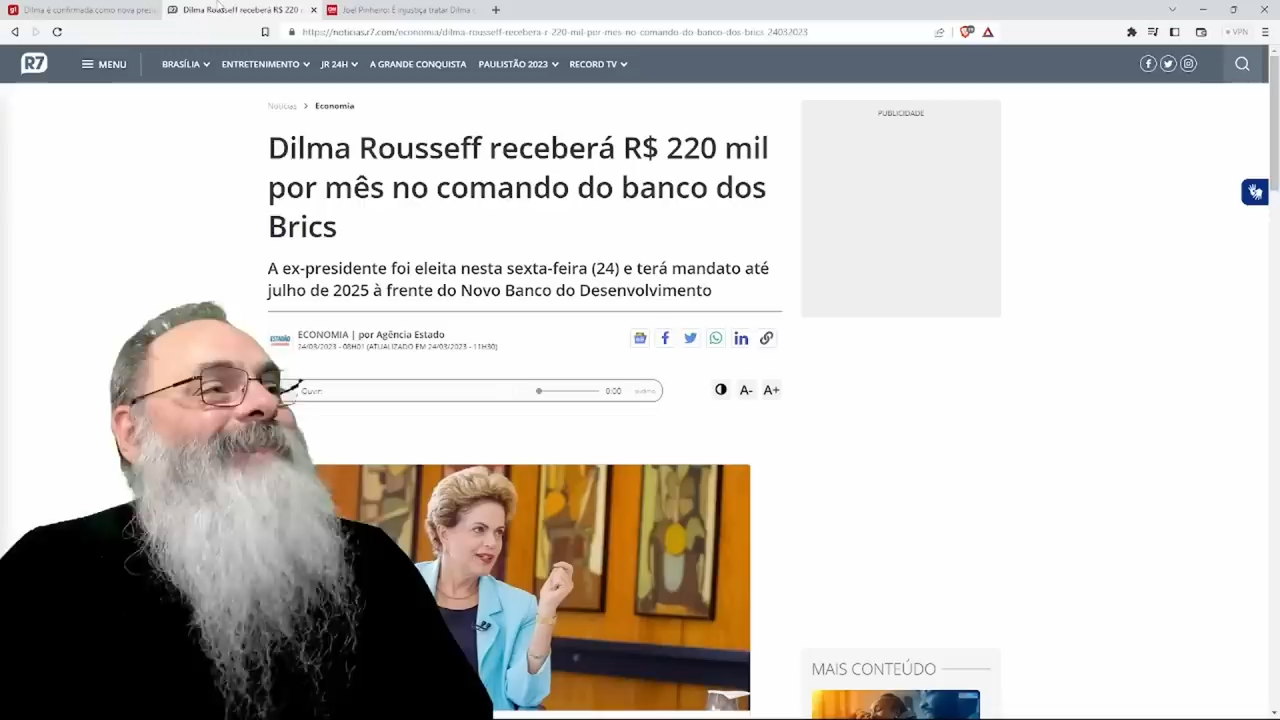 Dilma é confirmada como nova pres
Dilma Rousseff receberá R$ 220
Joel Pinheiro: É injustiça tratar Dilma
https://noticias.r7.com/economia/dilma-rousseff-recebera-r-220-mil-por-mes-no-comando-do-banco-dos-brics-24032023
VPN
R7
MENU
BRASÍLIA
ENTRETENIMENTO
JR 24H
A GRANDE CONQUISTA
PAULISTÃO 2023
RECORD TV
Notícias > Economia
PUBLICIDADE
Dilma Rousseff receberá R$ 220 mil
por mês no comando do banco dos
Brics
A ex-presidente foi eleita nesta sexta-feira (24) e terá mandato até
julho de 2025 à frente do Novo Banco do Desenvolvimento
ESTADÃO
ECONOMIA | por Agência Estado
24/03/2023 - 08H01 (ATUALIZADO EM 24/03/2023 - 11H30)
Ouvir:
0:00
A-
A+
MAIS CONTEÚDO